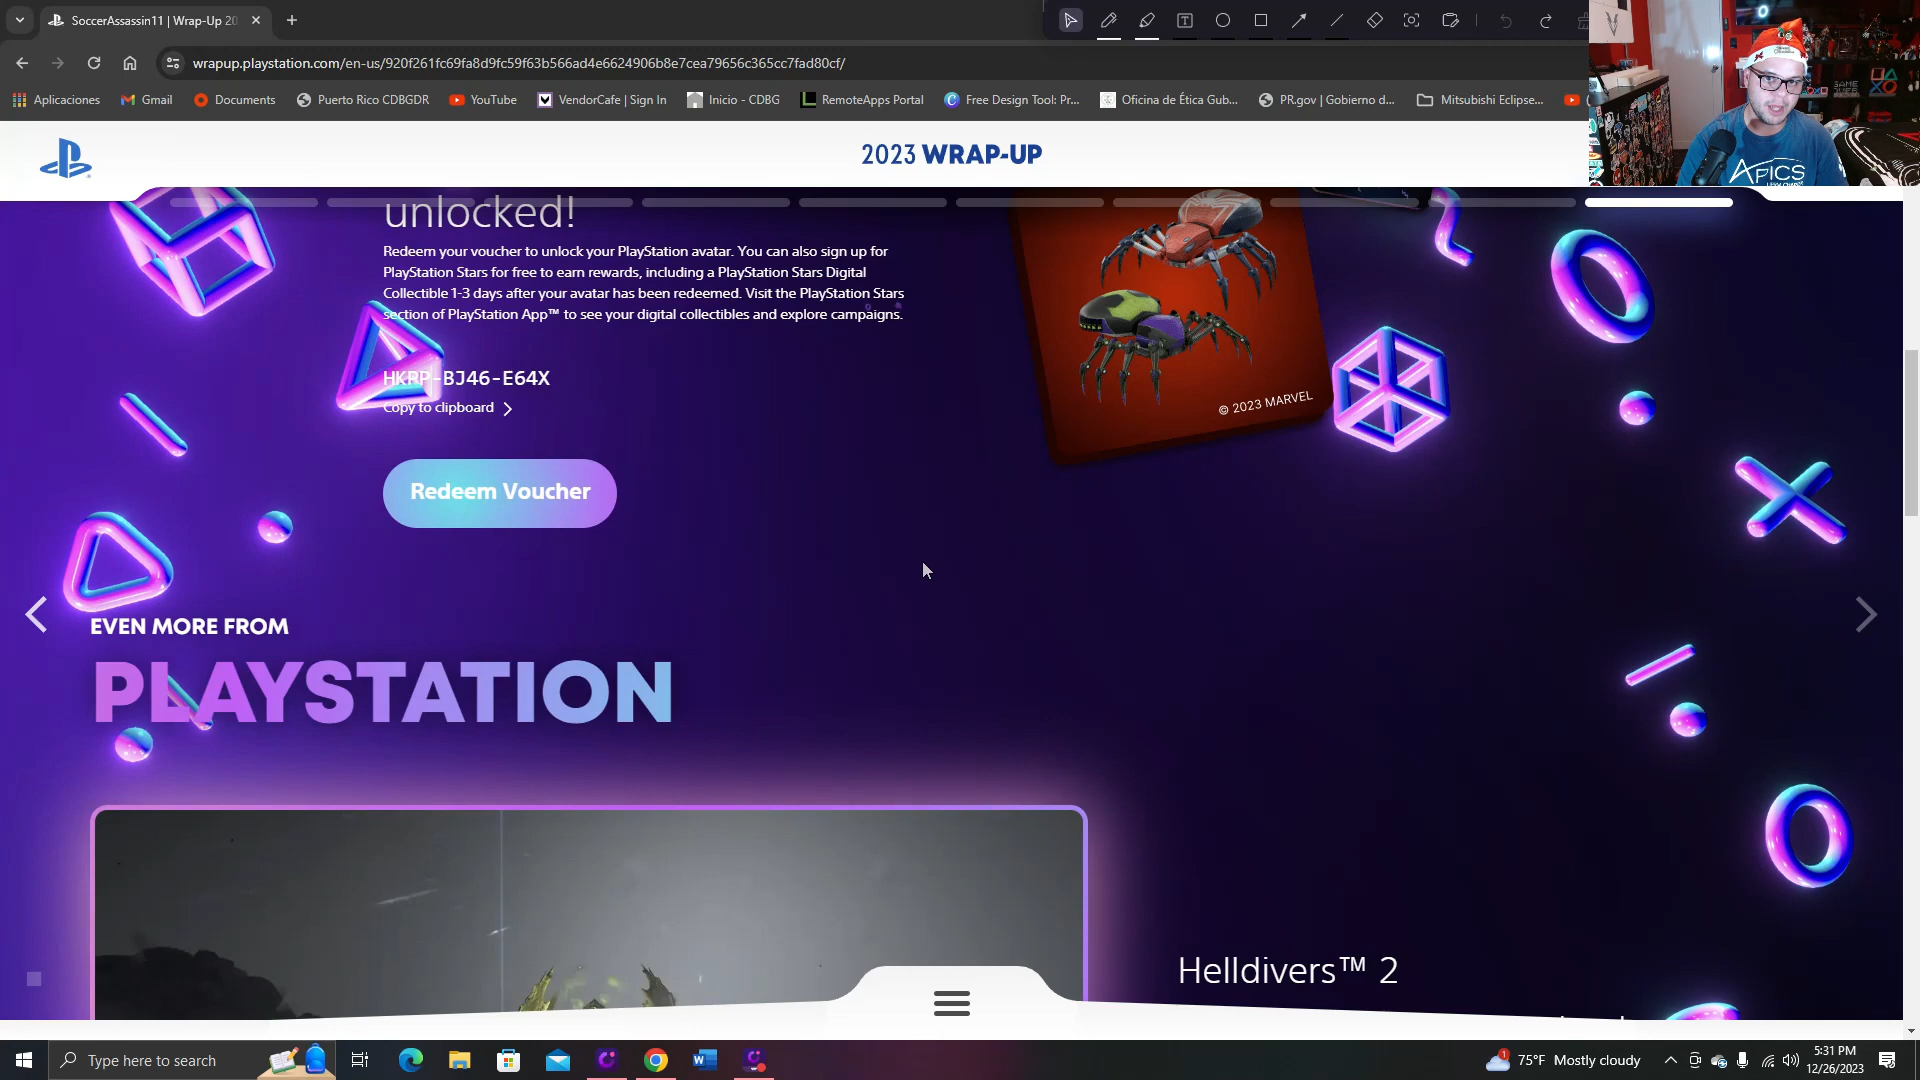 SoccerAssassin11 | Wrap-Up 20
wrapup.playstation.com/en-us/920f261fc69fa8d9fc59f63b566ad4e6624906b8e7cea79656c365cc7fad80cf/
Aplicaciones Gmail Documents Puerto Rico CDBGDR YouTube VendorCafe | Sign In Inicio - CDBG RemoteApps Portal Free Design Tool: Pr... Oficina de Ética Gub... PR.gov | Gobierno d... Mitsubishi Eclipse...
APICS
2023 WRAP-UP
unlocked!
Redeem your voucher to unlock your PlayStation avatar. You can also sign up for
PlayStation Stars for free to earn rewards, including a PlayStation Stars Digital
Collectible 1-3 days after your avatar has been redeemed. Visit the PlayStation Stars
section of PlayStation App™ to see your digital collectibles and explore campaigns.
HKRP-BJ46-E64X
Copy to clipboard
© 2023 MARVEL
Redeem Voucher
EVEN MORE FROM
PLAYSTATION
Helldivers™ 2
Type here to search
1
75°F Mostly cloudy
5:31 PM
12/26/2023